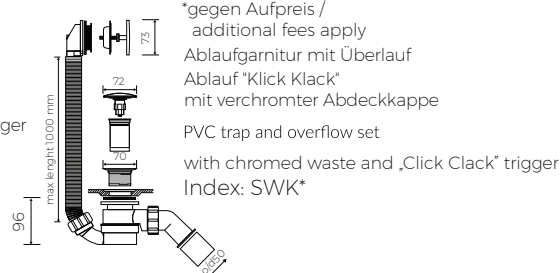 *gegen Aufpreis /
additional fees apply
Ablaufgarnitur mit Überlauf
Ablauf "Klick Klack"
mit verchromter Abdeckkappe
PVC trap and overflow set
with chromed waste and „Click Clack” trigger
Index: SWK*
ger
73
72
max lenght 1000 mm
70
96
/d50